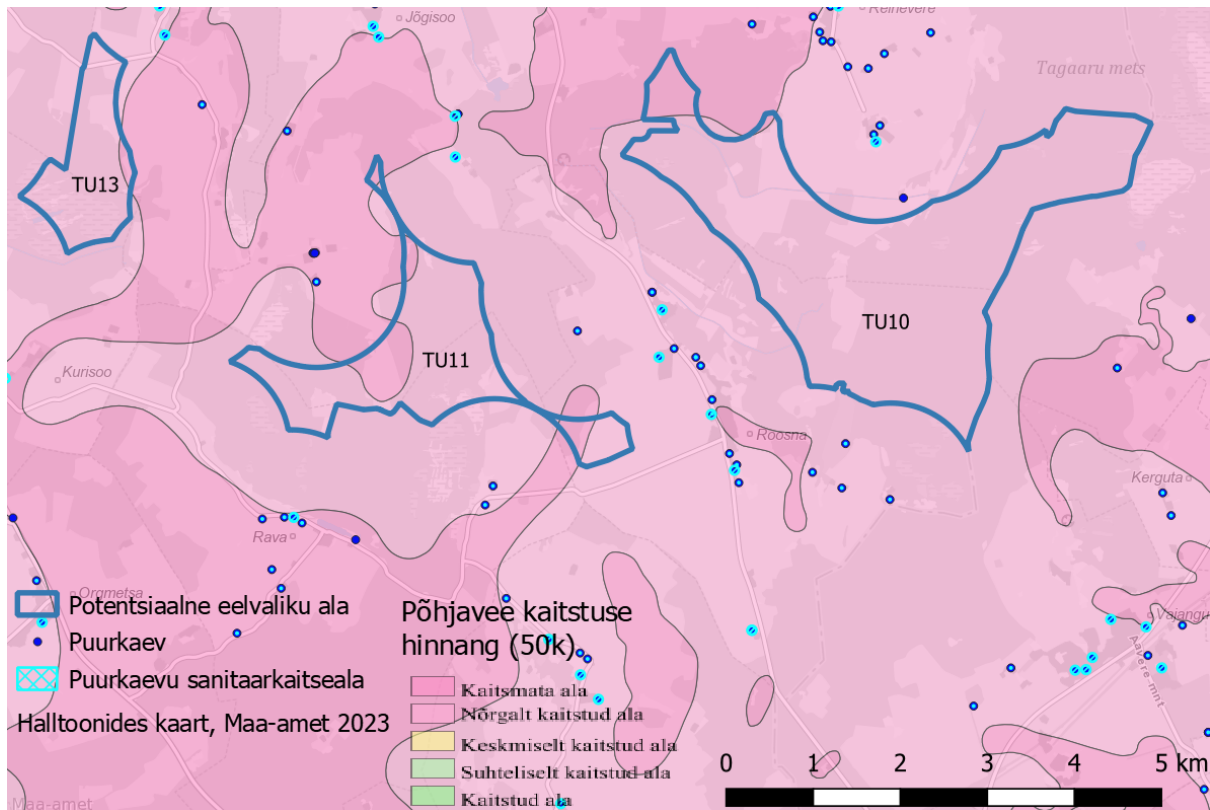 Jõgisoo
Reinevere
Tagaaru mets
TU13
TU10
TU11
Kurisoo
Roosna
Kerguta
Rava
Orgmetsa
Vajangu
Aavere-mnt
Potentsiaalne eelvaliku ala
Puurkaev
Puurkaevu sanitaarkaitseala
Halltoonides kaart, Maa-amet 2023
Põhjavee kaitstuse
hinnang (50k)
Kaitsmata ala
Nõrgalt kaitstud ala
Keskmiselt kaitstud ala
Suhteliselt kaitstud ala
Kaitstud ala
0 1 2 3 4 5 km
Maa-amet